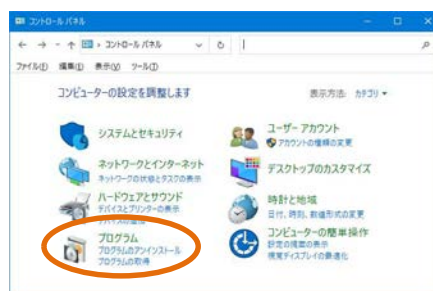 コントロール パネル
コントロール パネル
ファイル(F) 編集(E) 表示(V) ツール(T)
コンピューターの設定を調整します
表示方法: カテゴリ
システムとセキュリティ
ネットワークとインターネット
ネットワークの状態とタスクの表示
ハードウェアとサウンド
デバイスとプリンターの表示
デバイスの追加
プログラム
プログラムのアンインストール
プログラムの取得
ユーザー アカウント
アカウントの種類の変更
デスクトップのカスタマイズ
時計と地域
日付、時刻、数値形式の変更
コンピューターの簡単操作
設定の提案の表示
視覚ディスプレイの最適化